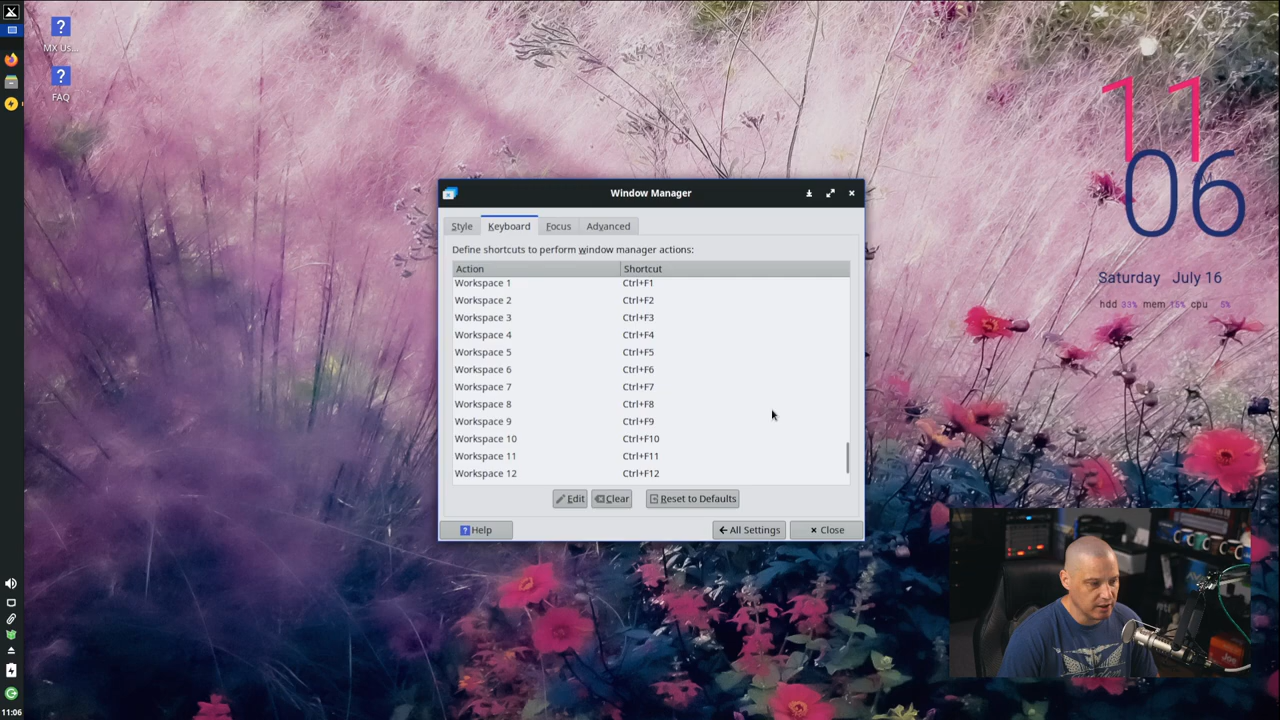 MX Us...
FAQ
11
06
Saturday July 16
hdd 33% mem 15% cpu 5%
Window Manager
Style Keyboard Focus Advanced
Define shortcuts to perform window manager actions:
Action Shortcut
Workspace 1 Ctrl+F1
Workspace 2 Ctrl+F2
Workspace 3 Ctrl+F3
Workspace 4 Ctrl+F4
Workspace 5 Ctrl+F5
Workspace 6 Ctrl+F6
Workspace 7 Ctrl+F7
Workspace 8 Ctrl+F8
Workspace 9 Ctrl+F9
Workspace 10 Ctrl+F10
Workspace 11 Ctrl+F11
Workspace 12 Ctrl+F12
Edit Clear Reset to Defaults
Help All Settings Close
11:06